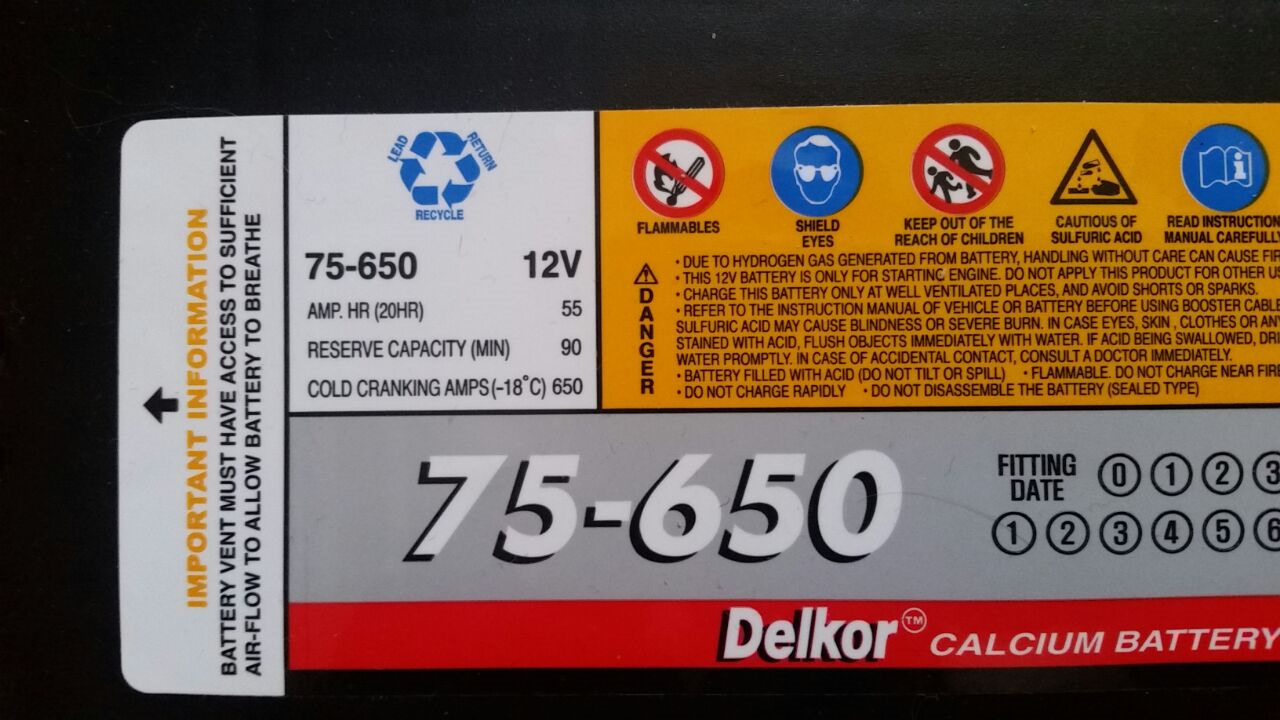 IMPORTANT INFORMATION
BATTERY VENT MUST HAVE ACCESS TO SUFFICIENT
AIR-FLOW TO ALLOW BATTERY TO BREATHE
LEAD
RETURN
RECYCLE
75-650 12V
AMP. HR (20HR) 55
RESERVE CAPACITY (MIN) 90
COLD CRANKING AMPS(-18°C) 650
FLAMMABLES
SHIELD
EYES
KEEP OUT OF THE
REACH OF CHILDREN
CAUTIOUS OF
SULFURIC ACID
READ INSTRUCTION
MANUAL CAREFULLY
DANGER
• DUE TO HYDROGEN GAS GENERATED FROM BATTERY, HANDLING WITHOUT CARE CAN CAUSE FIR
• THIS 12V BATTERY IS ONLY FOR STARTING ENGINE. DO NOT APPLY THIS PRODUCT FOR OTHER U
• CHARGE THIS BATTERY ONLY AT WELL VENTILATED PLACES, AND AVOID SHORTS OR SPARKS.
• REFER TO THE INSTRUCTION MANUAL OF VEHICLE OR BATTERY BEFORE USING BOOSTER CABLE
SULFURIC ACID MAY CAUSE BLINDNESS OR SEVERE BURN. IN CASE EYES, SKIN , CLOTHES OR ANY
STAINED WITH ACID, FLUSH OBJECTS IMMEDIATELY WITH WATER. IF ACID BEING SWALLOWED, DRI
WATER PROMPTLY. IN CASE OF ACCIDENTAL CONTACT, CONSULT A DOCTOR IMMEDIATELY.
• BATTERY FILLED WITH ACID (DO NOT TILT OR SPILL) • FLAMMABLE. DO NOT CHARGE NEAR FIRE
• DO NOT CHARGE RAPIDLY • DO NOT DISASSEMBLE THE BATTERY (SEALED TYPE)
75-650
FITTING
DATE
0 1 2 3
1 2 3 4 5 6
Delkor™ CALCIUM BATTERY